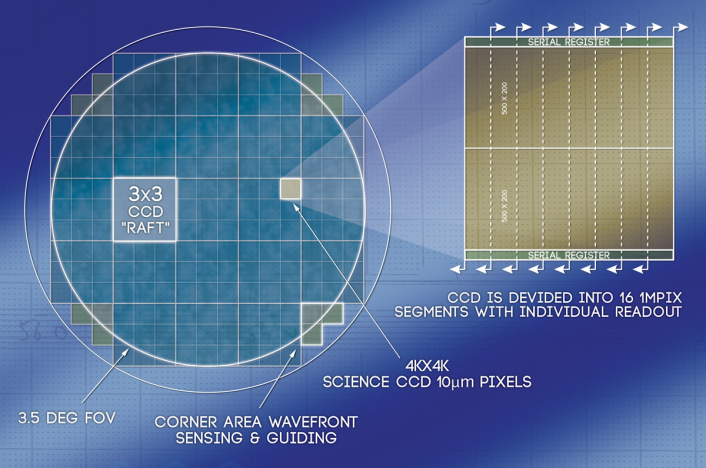 SERIAL REGISTER
500 X 200
500 X 200
SERIAL REGISTER
3x3
CCD
"RAFT"
CCD IS DEVIDED INTO 16 1MPIX
SEGMENTS WITH INDIVIDUAL READOUT
4KX4K
SCIENCE CCD 10μm PIXELS
3.5 DEG FOV
CORNER AREA WAVEFRONT
SENSING & GUIDING